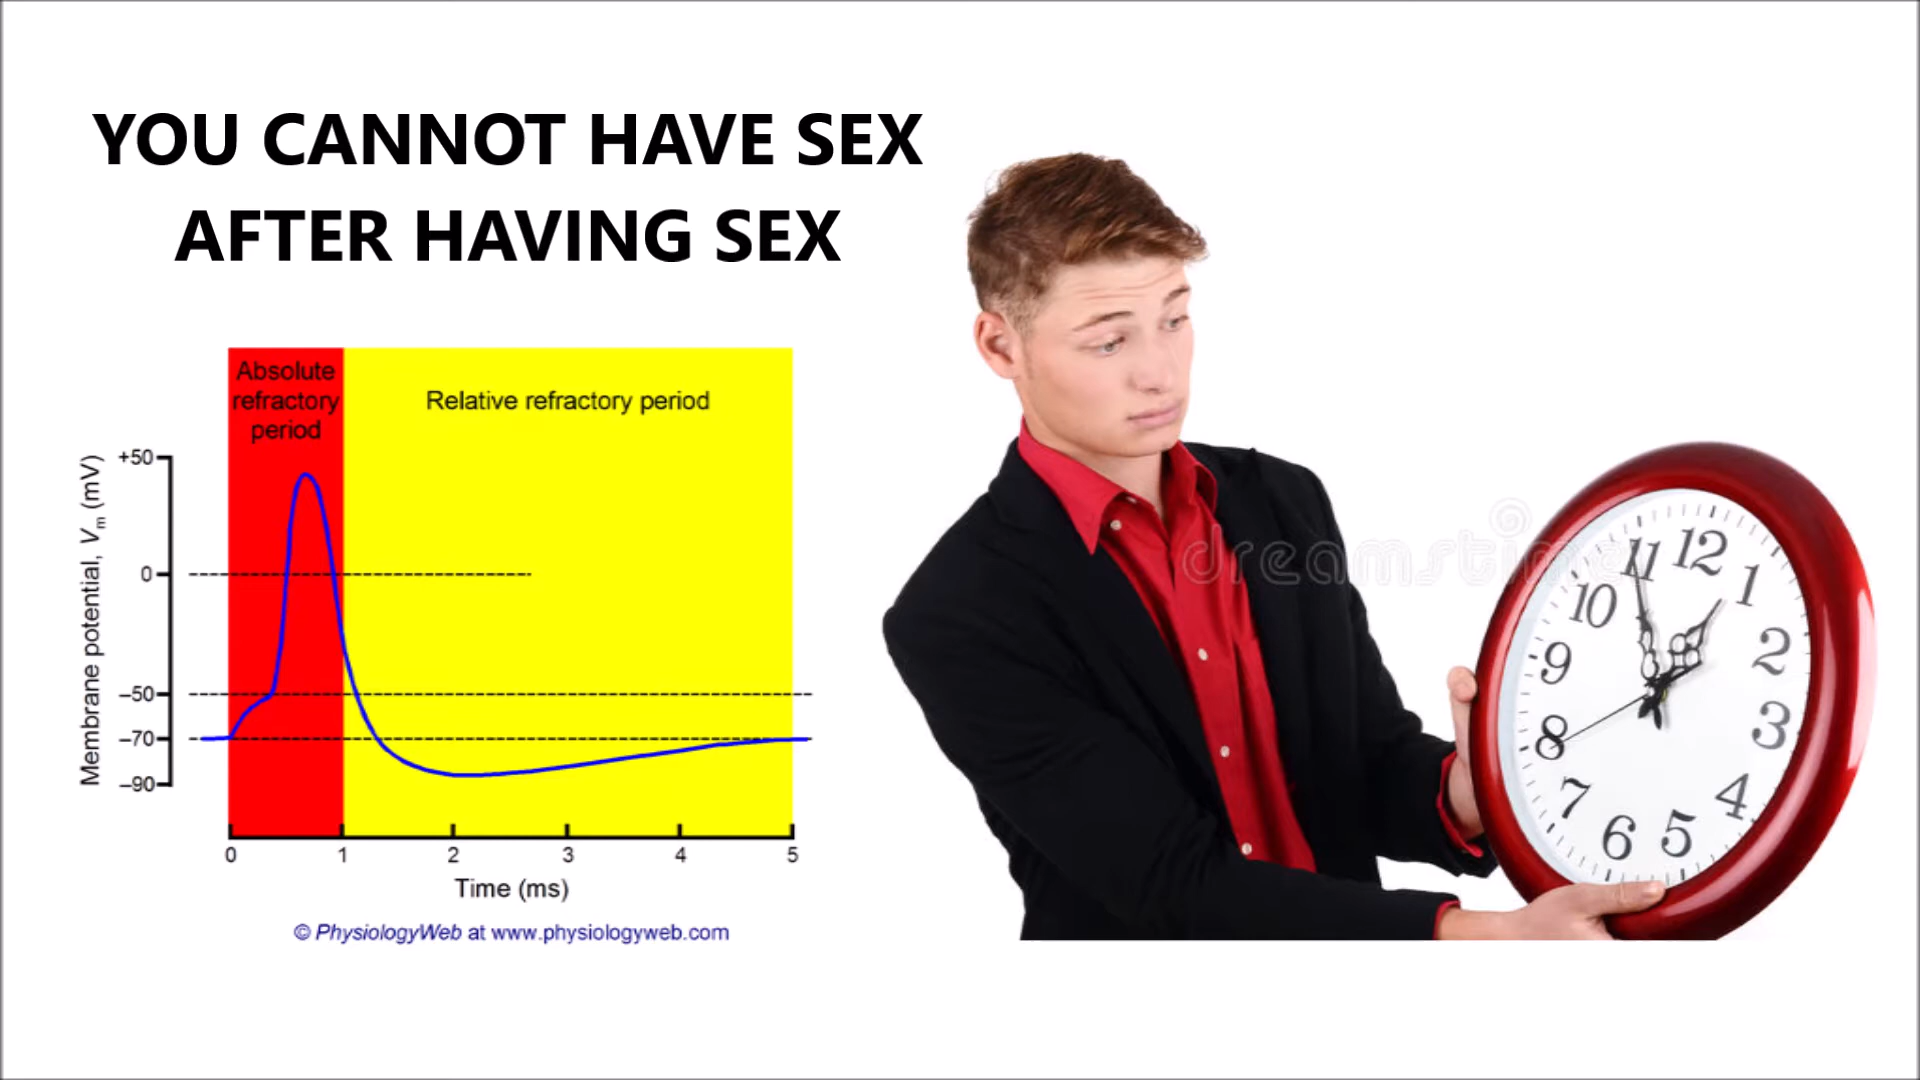 YOU CANNOT HAVE SEX
AFTER HAVING SEX
Absolute
refractory
period
Relative refractory period
Membrane potential, Vm (mV)
+50
0
–50
–70
–90
0 1 2 3 4 5
Time (ms)
© PhysiologyWeb at www.physiologyweb.com
dreamstime
12
1
2
3
4
5
6
7
8
9
10
11